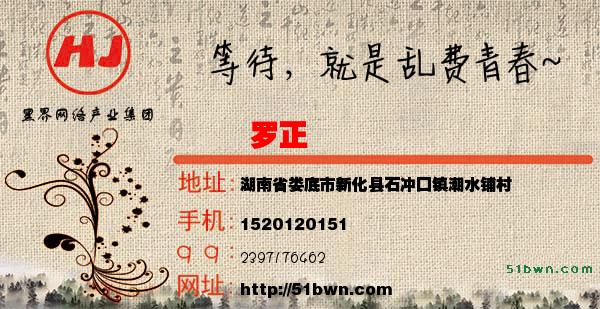 HJ
等待，就是乱费青春~
黑界网络产业集团
罗正
地址:湖南省娄底市新化县石冲口镇潮水铺村
手机:1520120151
qq:2397176662
51bwn.com
网址:http://51bwn.com